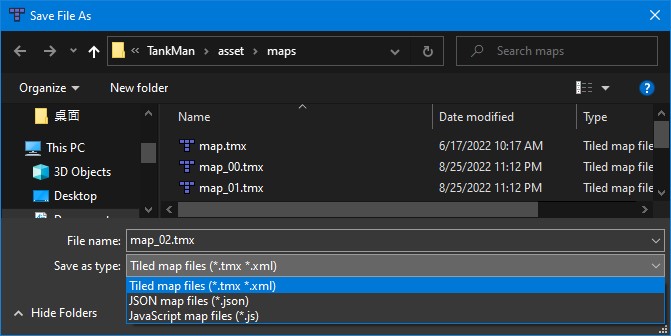 Save File As
« TankMan › asset › maps
Search maps
Organize
New folder
Name
Date modified
Type
桌面
This PC
3D Objects
Desktop
map.tmx 6/17/2022 10:17 AM Tiled map file
map_00.tmx 8/25/2022 11:12 PM Tiled map file
map_01.tmx 8/25/2022 11:12 PM Tiled map file
File name: map_02.tmx
Save as type: Tiled map files (*.tmx *.xml)
Tiled map files (*.tmx *.xml)
JSON map files (*.json)
JavaScript map files (*.js)
Hide Folders